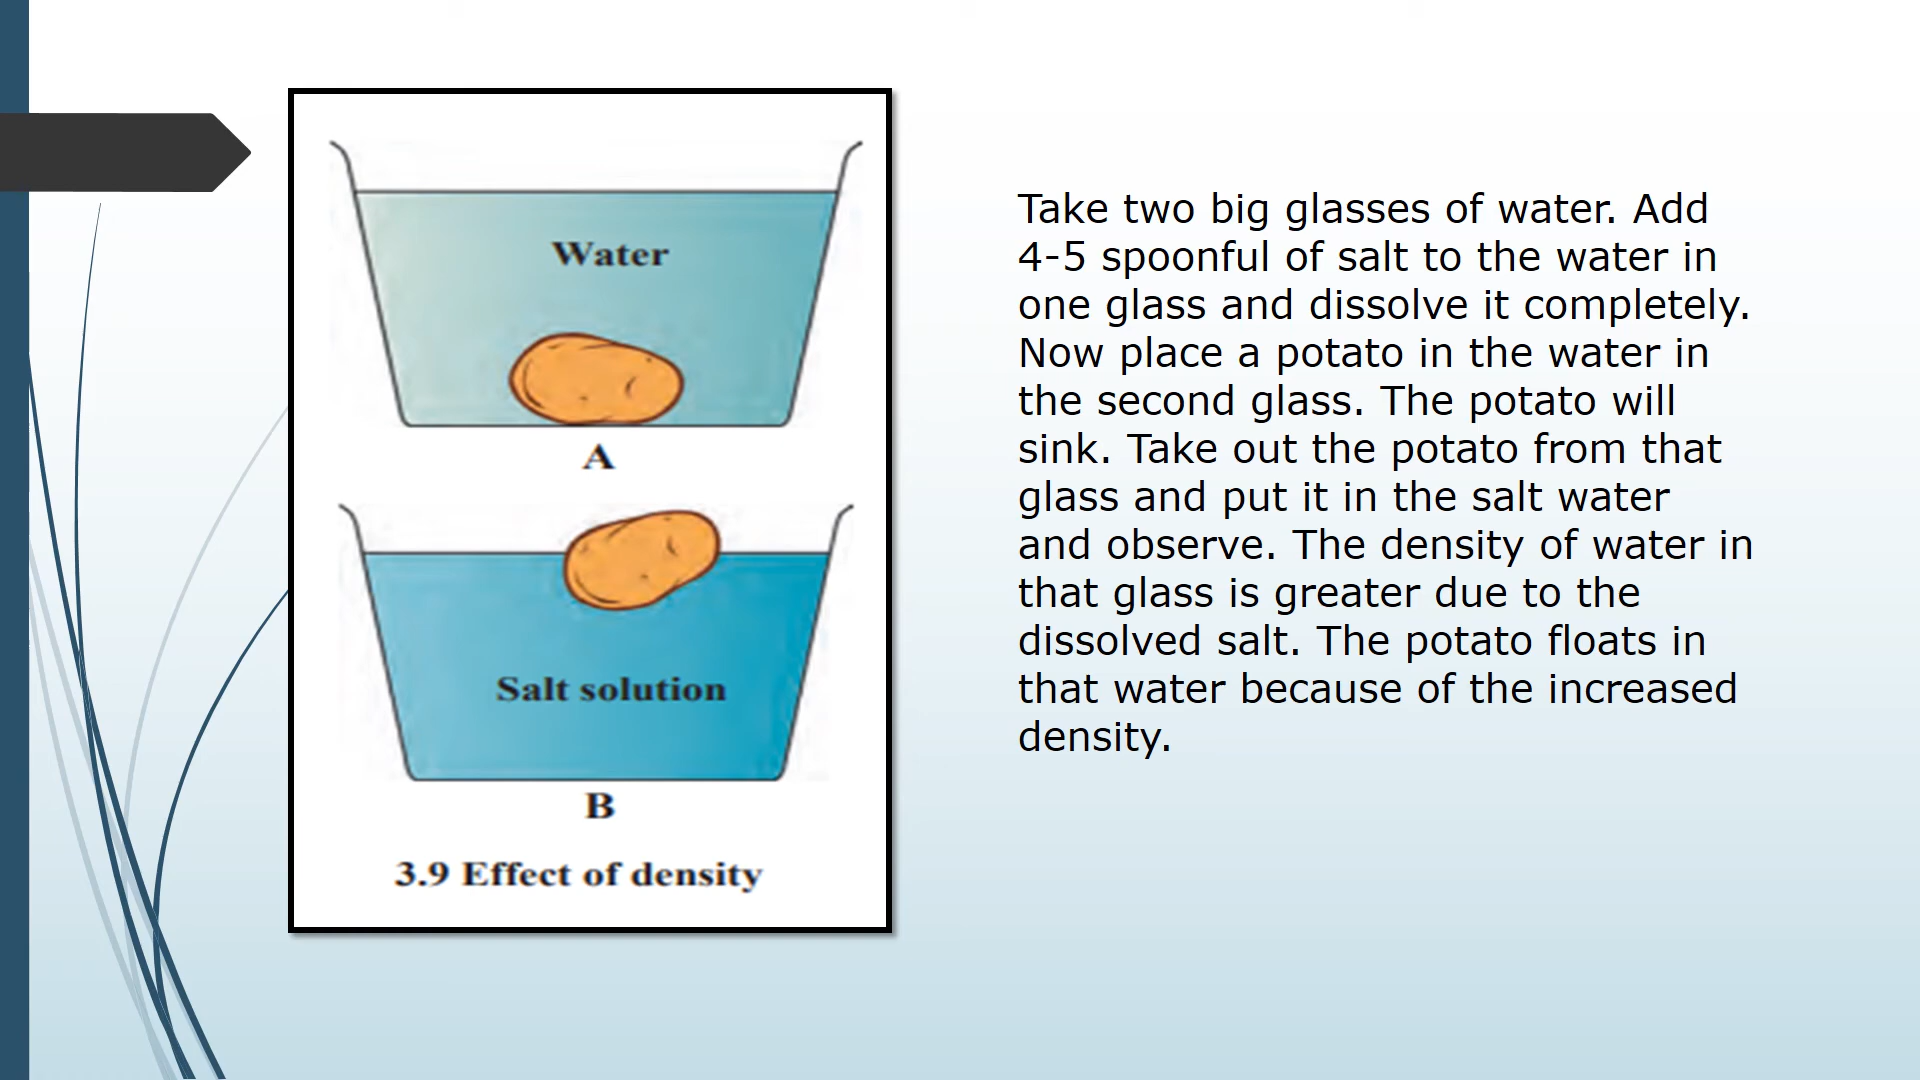 Water
A
Salt solution
B
3.9 Effect of density
Take two big glasses of water. Add
4-5 spoonful of salt to the water in
one glass and dissolve it completely.
Now place a potato in the water in
the second glass. The potato will
sink. Take out the potato from that
glass and put it in the salt water
and observe. The density of water in
that glass is greater due to the
dissolved salt. The potato floats in
that water because of the increased
density.